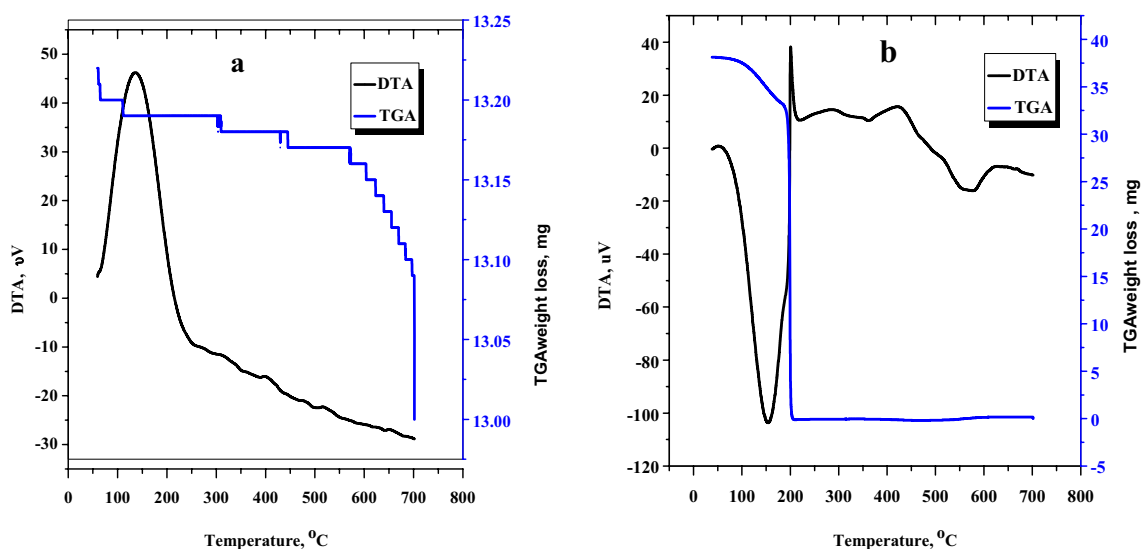 a
DTA
TGA
50
40
30
20
10
0
-10
-20
-30
DTA, υV
13.25
13.20
13.15
13.10
13.05
13.00
TGAweight loss, mg
0 100 200 300 400 500 600 700 800
Temperature, °C
b
DTA
TGA
40
20
0
-20
-40
-60
-80
-100
-120
DTA, uV
40
35
30
25
20
15
10
5
0
-5
TGAweight loss , mg
0 100 200 300 400 500 600 700 800
Temperature, °C